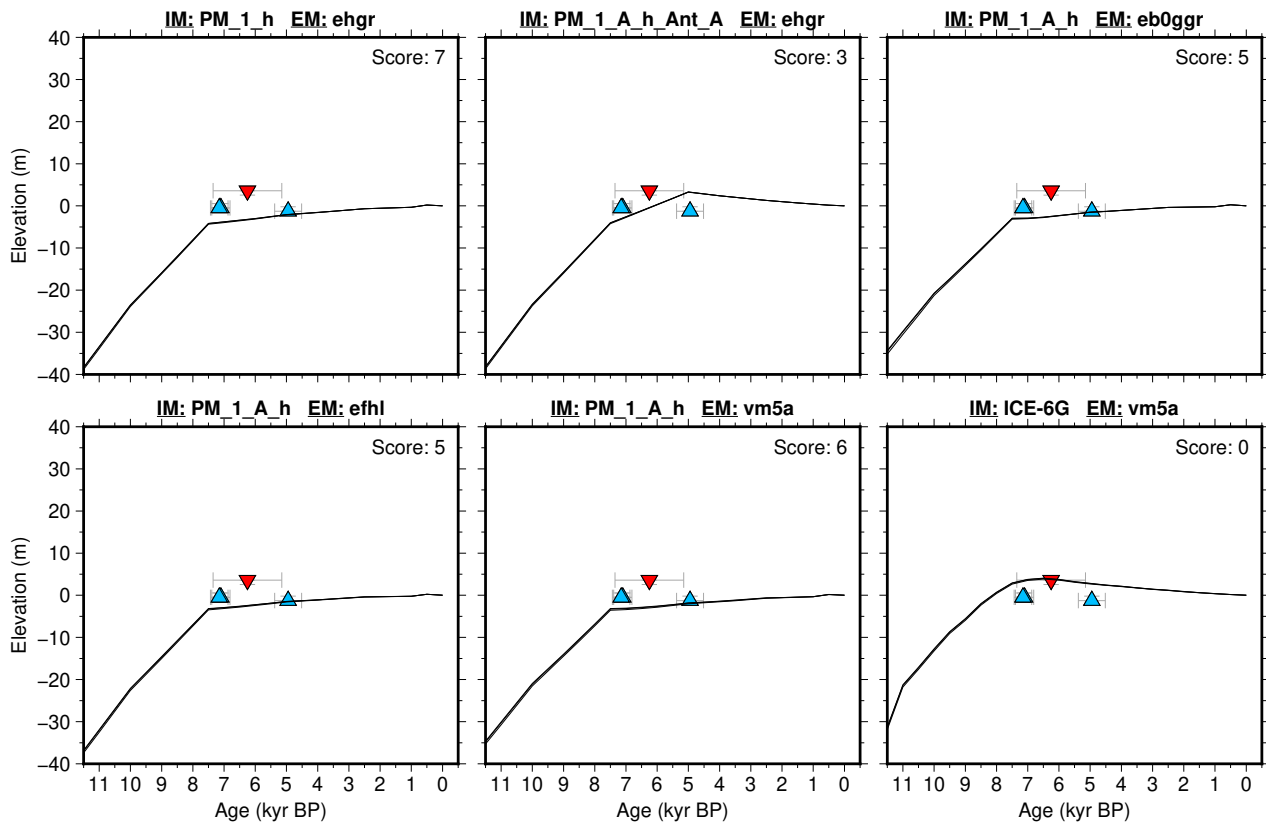 IM: PM_1_h EM: ehgr
IM: PM_1_A_h_Ant_A EM: ehgr
IM: PM_1_A_h EM: eb0ggr
40
30
20
10
0
−10
−20
−30
−40
Elevation (m)
Score: 7
Score: 3
Score: 5
IM: PM_1_A_h EM: efhl
IM: PM_1_A_h EM: vm5a
IM: ICE-6G EM: vm5a
40
30
20
10
0
−10
−20
−30
−40
Elevation (m)
Score: 5
Score: 6
Score: 0
11 10 9 8 7 6 5 4 3 2 1 0
11 10 9 8 7 6 5 4 3 2 1 0
11 10 9 8 7 6 5 4 3 2 1 0
Age (kyr BP)
Age (kyr BP)
Age (kyr BP)